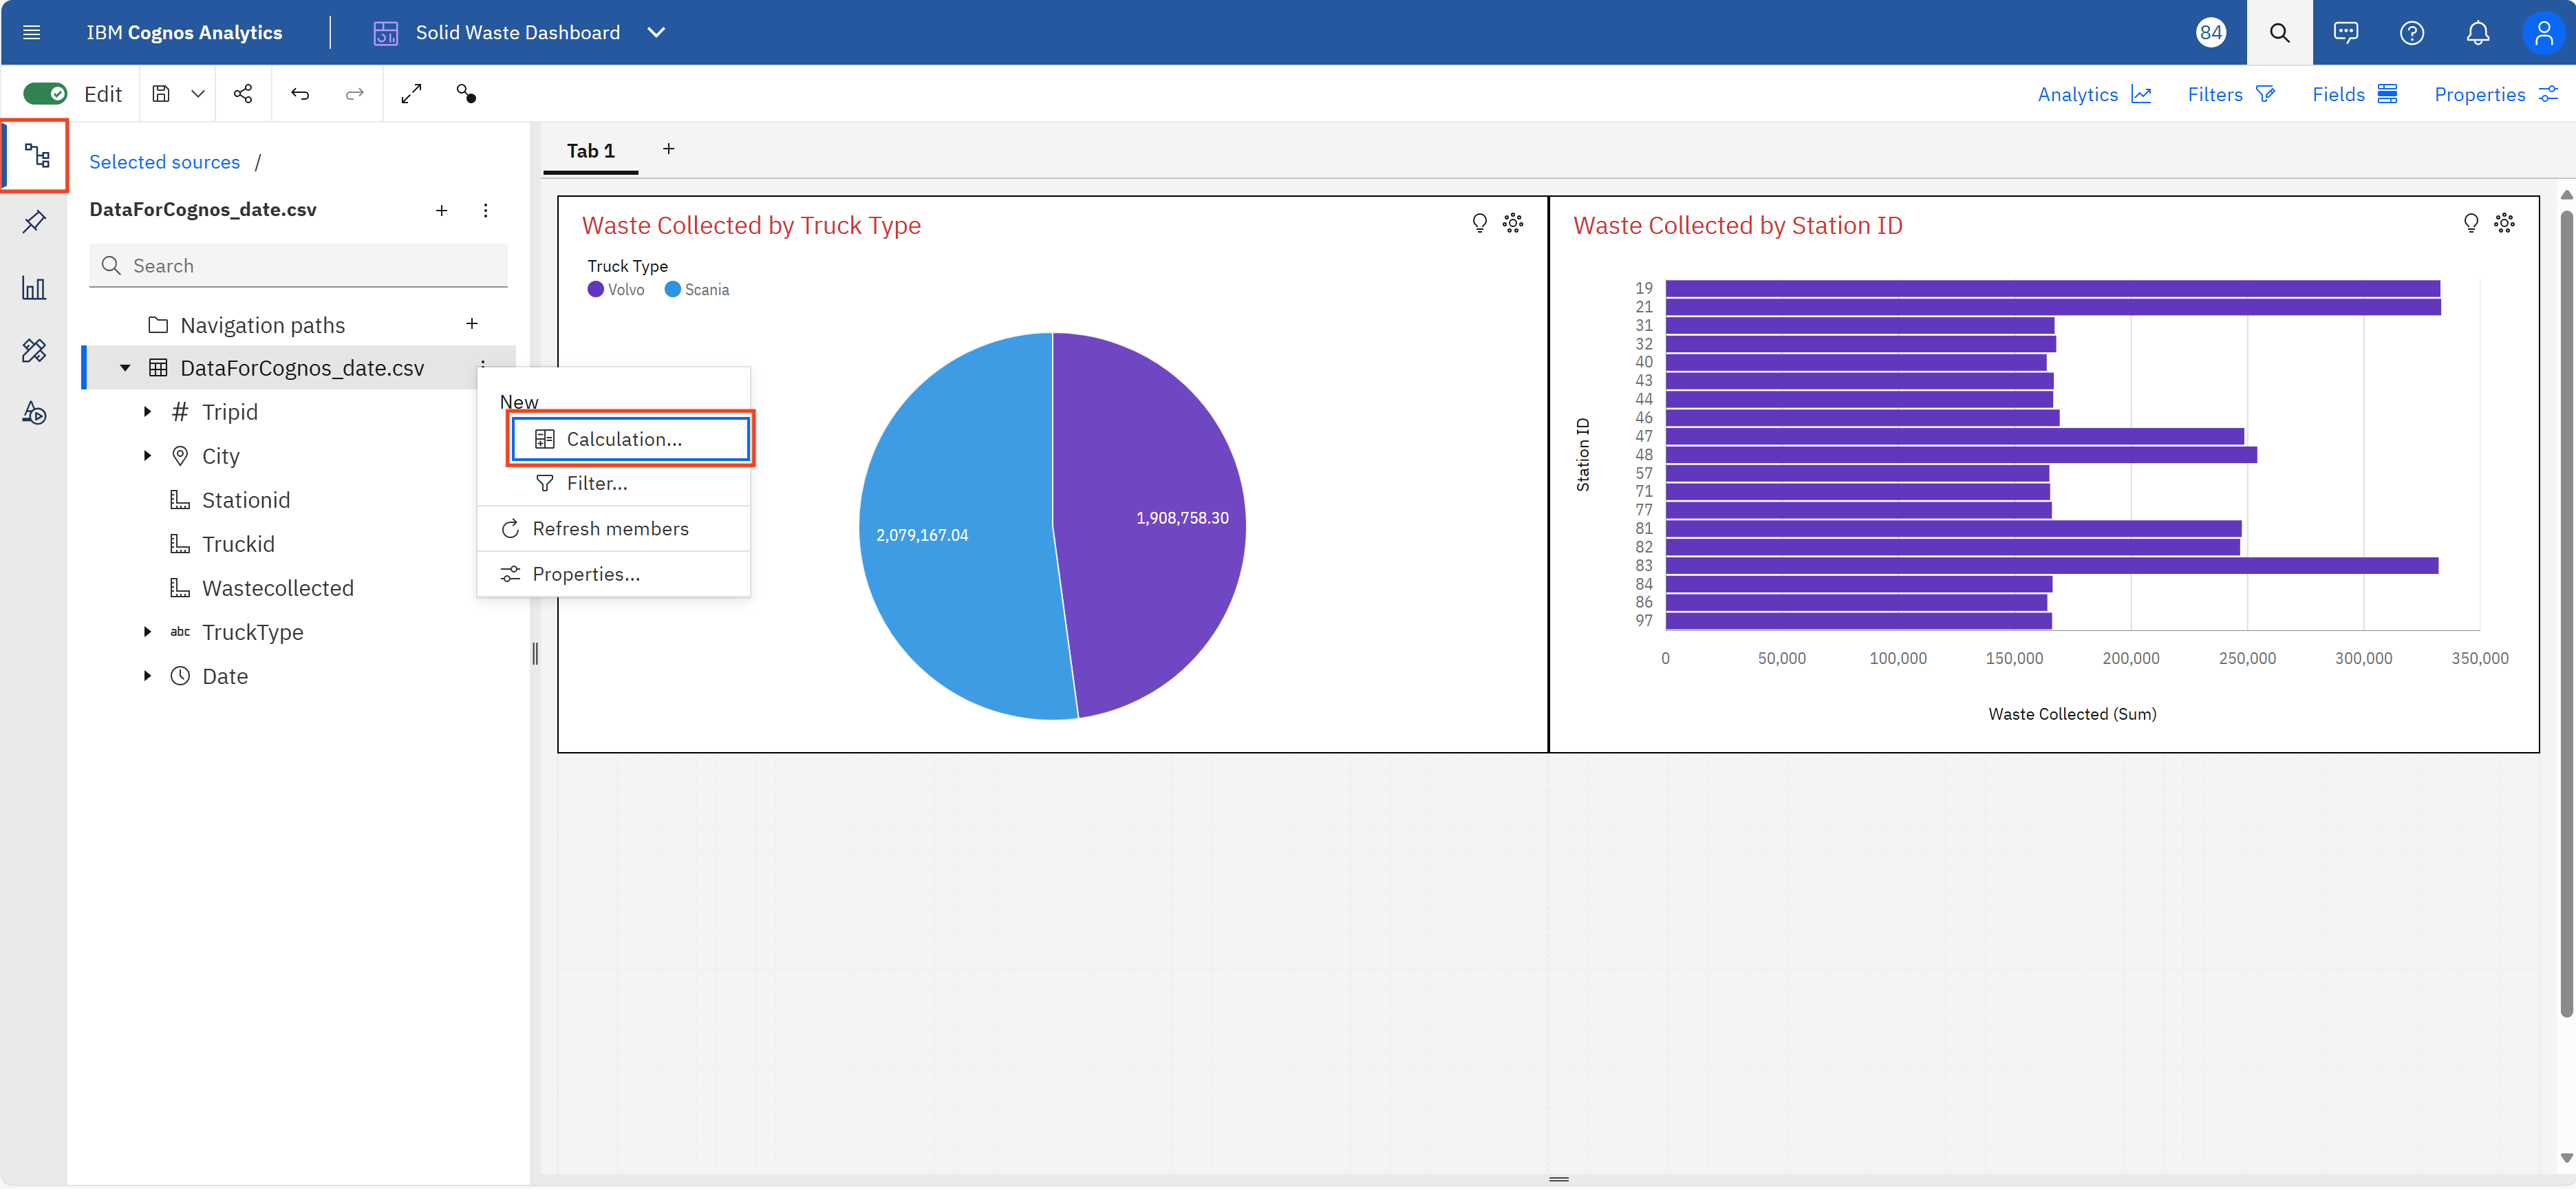 IBM Cognos Analytics
Solid Waste Dashboard
84
Edit
Analytics
Filters
Fields
Properties
Selected sources /
DataForCognos_date.csv
Search
Navigation paths
DataForCognos_date.csv
Tripid
City
Stationid
Truckid
Wastecollected
abc TruckType
Date
New
Calculation...
Filter...
Refresh members
Properties...
Tab 1
Waste Collected by Truck Type
Truck Type
Volvo Scania
2,079,167.04
1,908,758.30
Waste Collected by Station ID
Station ID
19
21
31
32
40
43
44
46
47
48
57
71
77
81
82
83
84
86
97
0 50,000 100,000 150,000 200,000 250,000 300,000 350,000
Waste Collected (Sum)